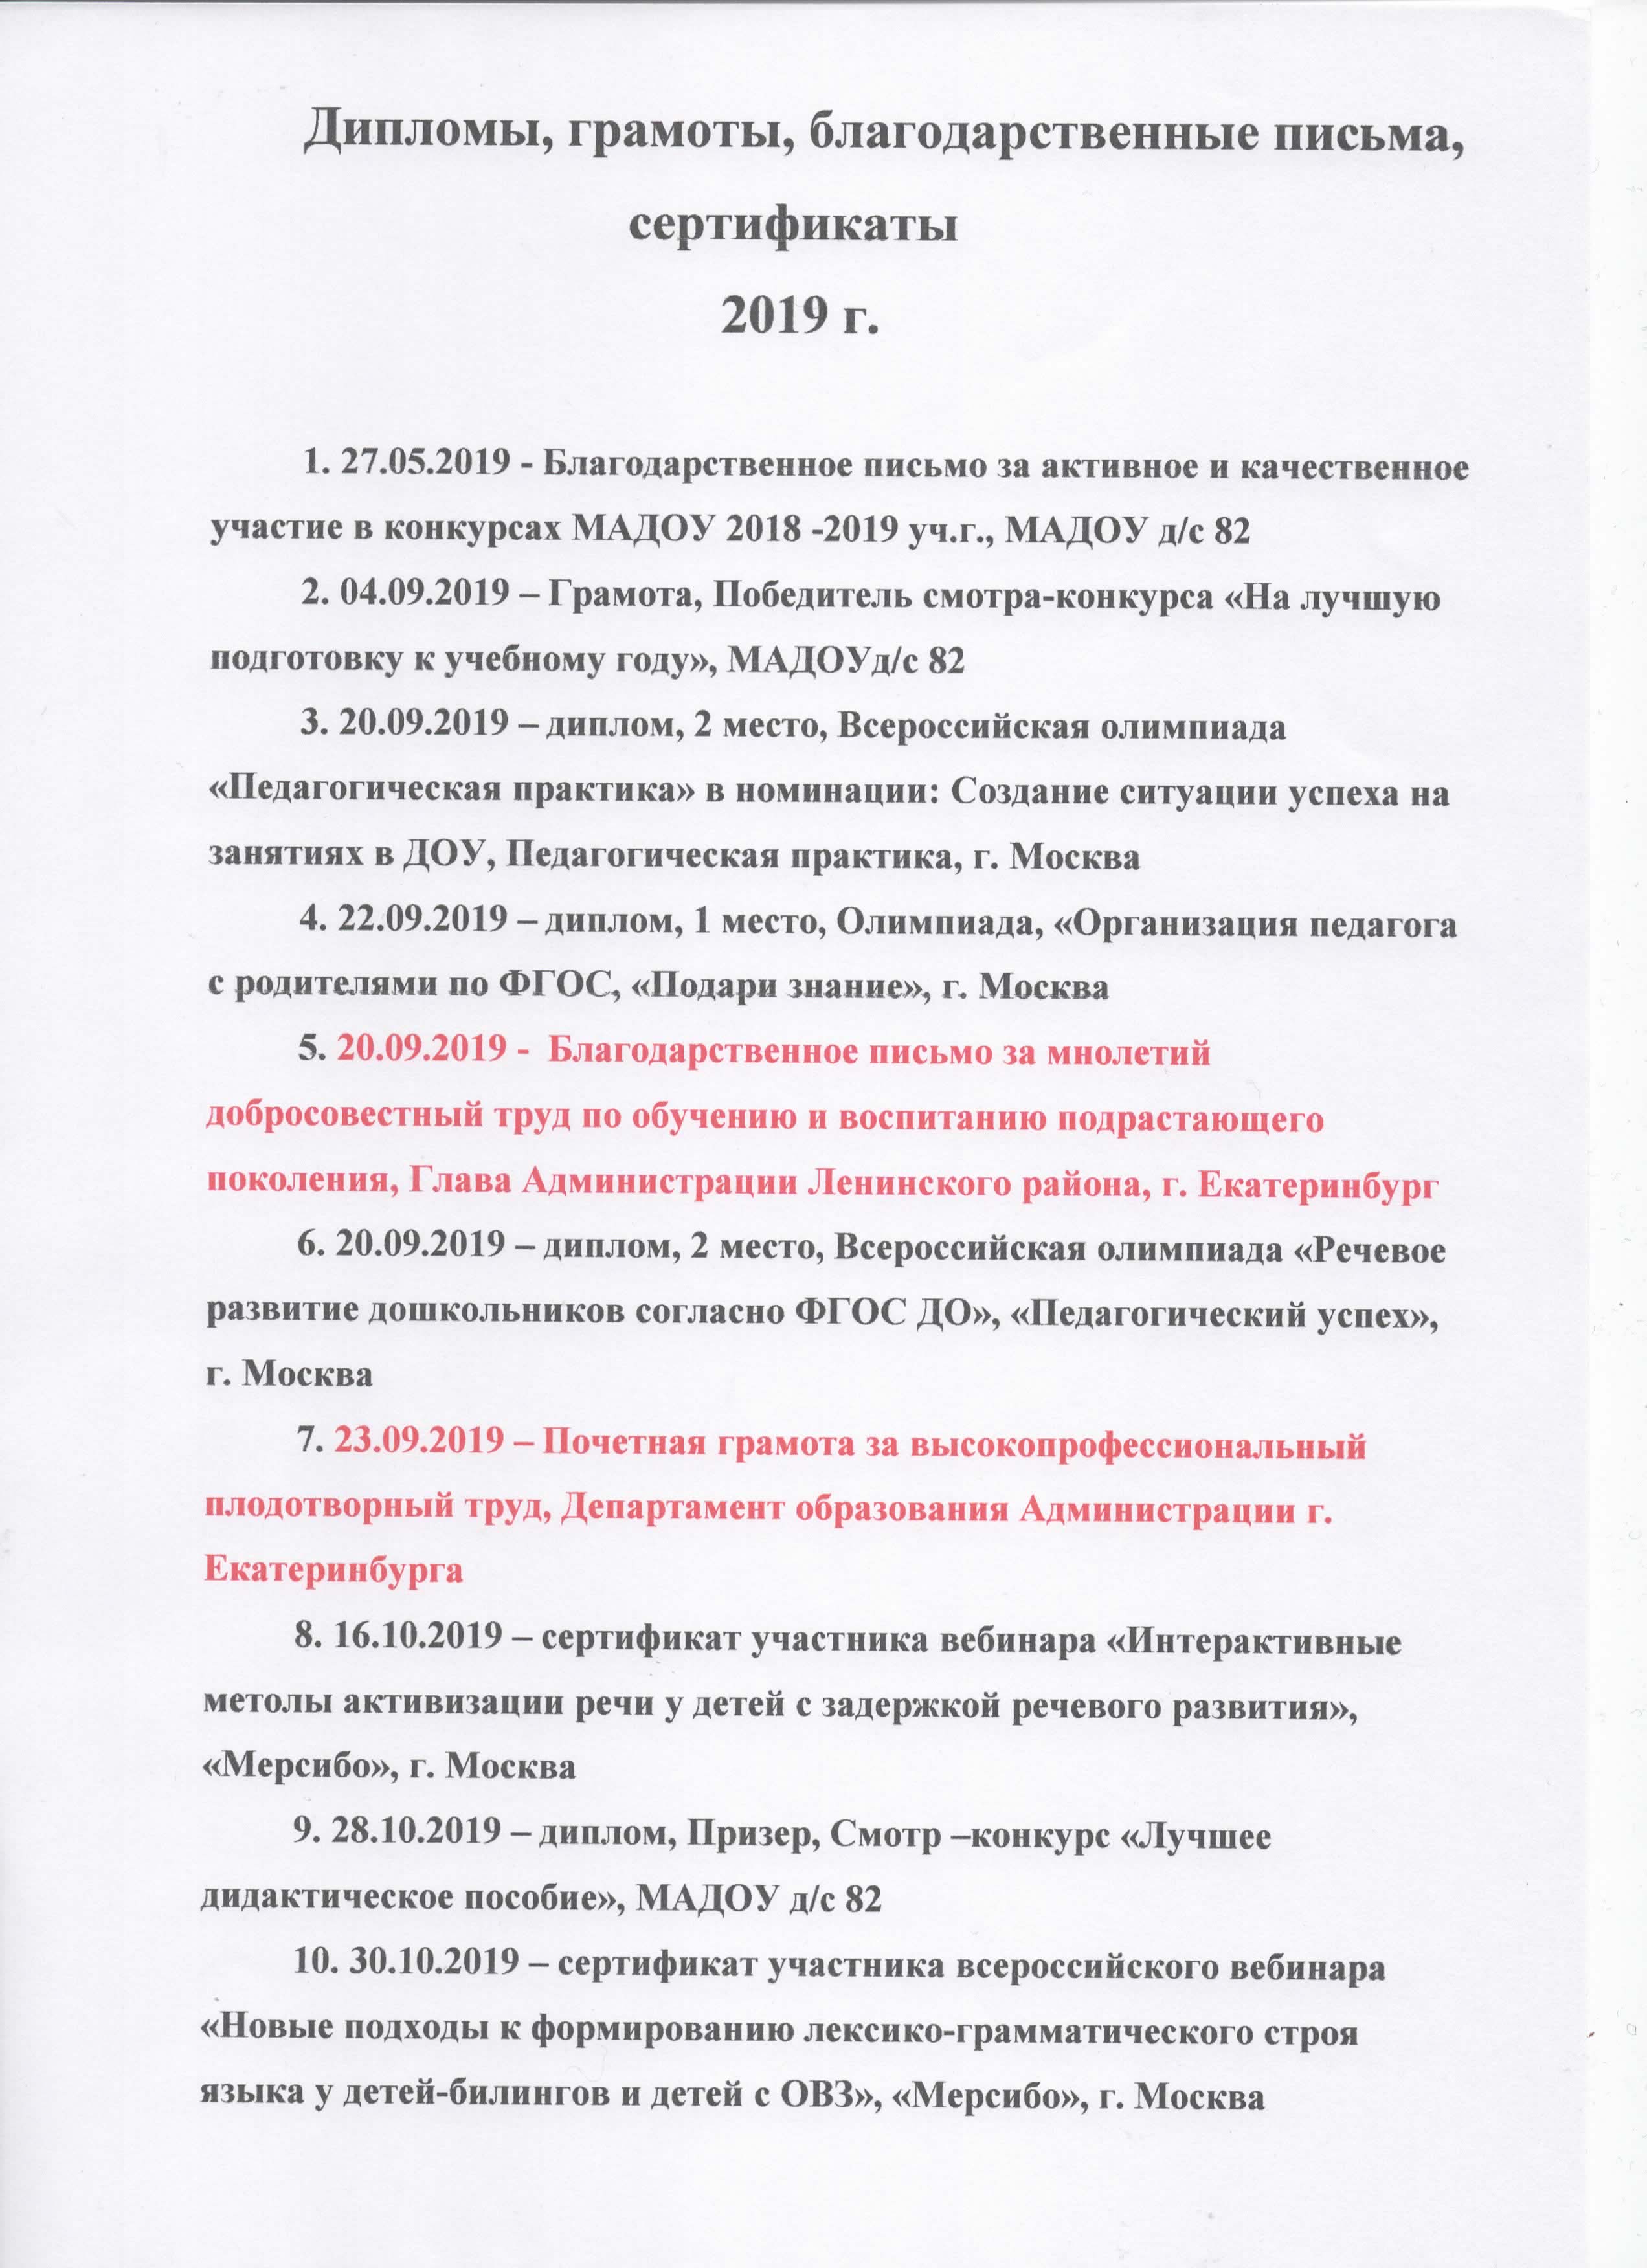 Дипломы, грамоты, благодарственные письма,
сертификаты
2019 г.
1. 27.05.2019 - Благодарственное письмо за активное и качественное
участие в конкурсах МАДОУ 2018 -2019 уч.г., МАДОУ д/с 82
2. 04.09.2019 – Грамота, Победитель смотра-конкурса «На лучшую
подготовку к учебному году», МАДОУд/с 82
3. 20.09.2019 – диплом, 2 место, Всероссийская олимпиада
«Педагогическая практика» в номинации: Создание ситуации успеха на
занятиях в ДОУ, Педагогическая практика, г. Москва
4. 22.09.2019 – диплом, 1 место, Олимпиада, «Организация педагога
с родителями по ФГОС, «Подари знание», г. Москва
5. 20.09.2019 - Благодарственное письмо за мнолетий
добросовестный труд по обучению и воспитанию подрастающего
поколения, Глава Администрации Ленинского района, г. Екатеринбург
6. 20.09.2019 – диплом, 2 место, Всероссийская олимпиада «Речевое
развитие дошкольников согласно ФГОС ДО», «Педагогический успех»,
г. Москва
7. 23.09.2019 – Почетная грамота за высокопрофессиональный
плодотворный труд, Департамент образования Администрации г.
Екатеринбурга
8. 16.10.2019 – сертификат участника вебинара «Интерактивные
метолы активизации речи у детей с задержкой речевого развития»,
«Мерсибо», г. Москва
9. 28.10.2019 – диплом, Призер, Смотр –конкурс «Лучшее
дидактическое пособие», МАДОУ д/с 82
10. 30.10.2019 – сертификат участника всероссийского вебинара
«Новые подходы к формированию лексико-грамматического строя
языка у детей-билингов и детей с ОВЗ», «Мерсибо», г. Москва